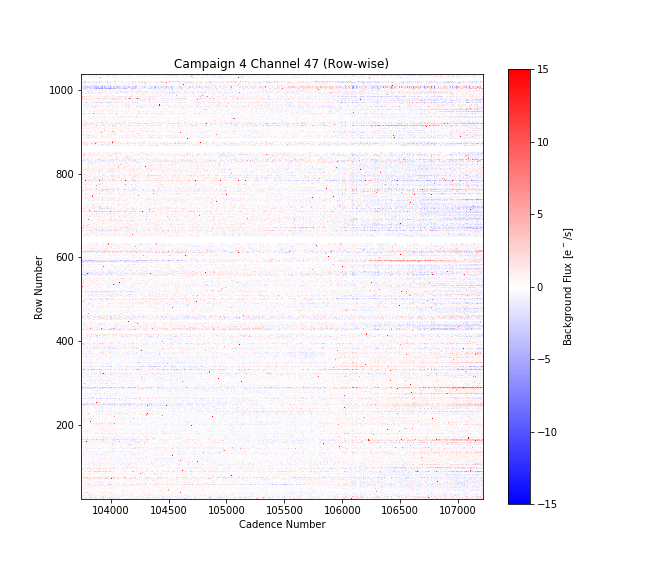 Campaign 4 Channel 47 (Row-wise)
1000
800
600
400
200
Row Number
104000 104500 105000 105500 106000 106500 107000
Cadence Number
15
10
5
0
−5
−10
−15
Background Flux [e⁻/s]